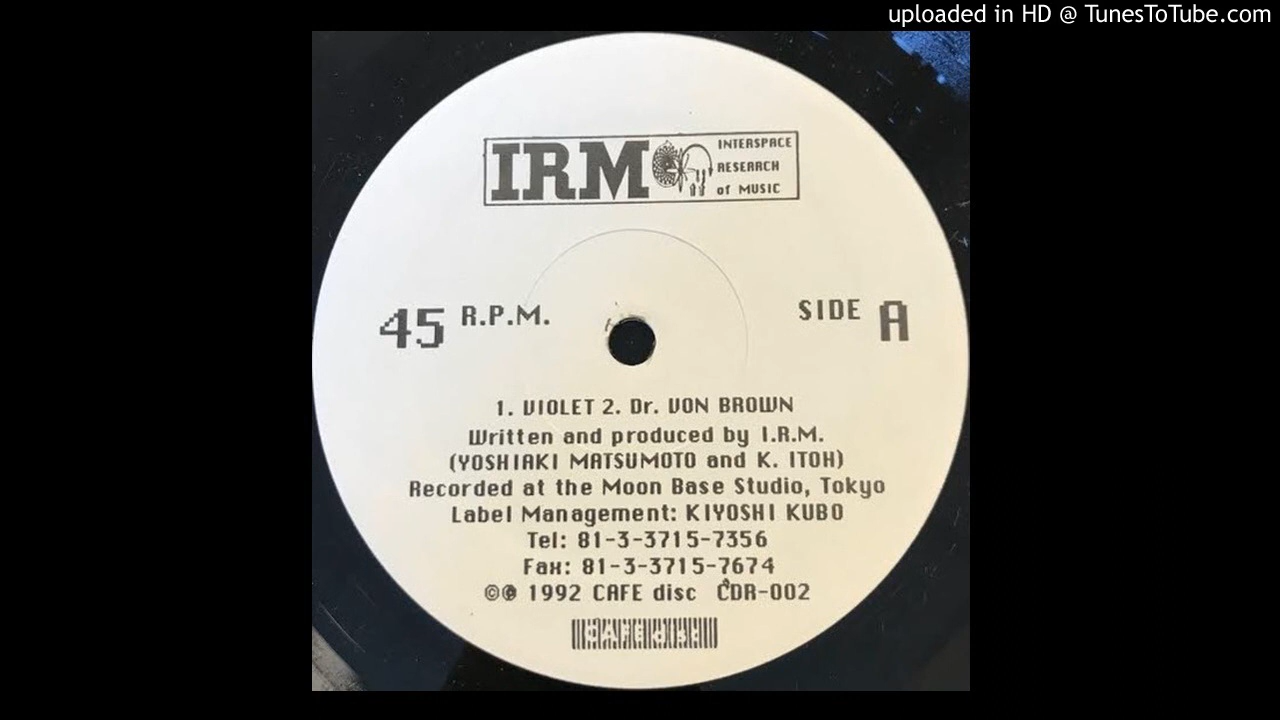 uploaded in HD @ TunesToTube.com
IRM
INTERSPACE
RESEARCH
of MUSIC
45 R.P.M.
SIDE A
1. VIOLET 2. Dr. VON BROWN
Written and produced by I.R.M.
(YOSHIAKI MATSUMOTO and K. ITOH)
Recorded at the Moon Base Studio, Tokyo
Label Management: KIYOSHI KUBO
Tel: 81-3-3715-7356
Fax: 81-3-3715-7674
©℗ 1992 CAFE disc CDR-002
CAFE disc